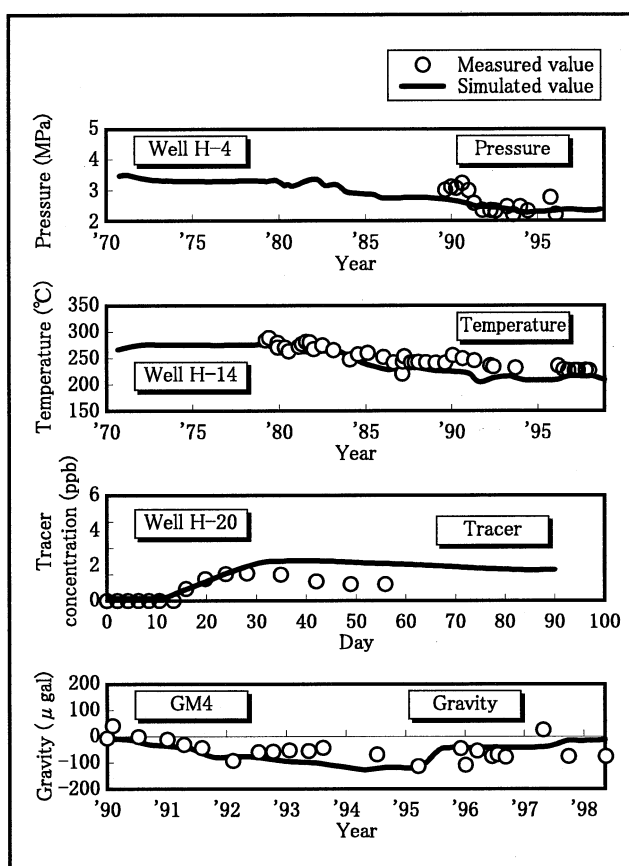 Measured value
Simulated value
Pressure (MPa)
5
4
3
2
Well H-4
Pressure
'70 '75 '80 '85 '90 '95
Year
Temperature (℃)
350
300
250
200
150
Temperature
Well H-14
'70 '75 '80 '85 '90 '95
Year
Tracer
concentration (ppb)
6
4
2
0
Well H-20
Tracer
0 10 20 30 40 50 60 70 80 90 100
Day
Gravity (μ gal)
200
100
0
-100
-200
GM4
Gravity
'90 '91 '92 '93 '94 '95 '96 '97 '98
Year